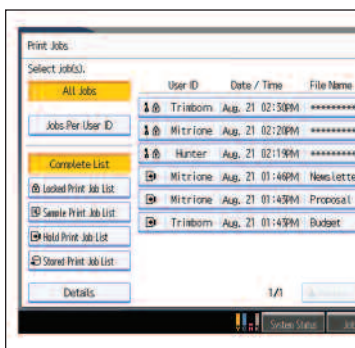 Print Jobs
Select Job(s).
All Jobs
Jobs Per User ID
Complete List
Locked Print Job List
Sample Print Job List
Hold Print Job List
Stored Print Job List
Details
User ID Date / Time File Name
Trimborn Aug. 21 02:30PM *********
Mitrione Aug. 21 02:20PM *********
Hunter Aug. 21 02:19PM *********
Mitrione Aug. 21 01:46PM Newslette
Mitrione Aug. 21 01:45PM Proposal
Trimborn Aug. 21 01:43PM Budget
1/1
System Status Jo